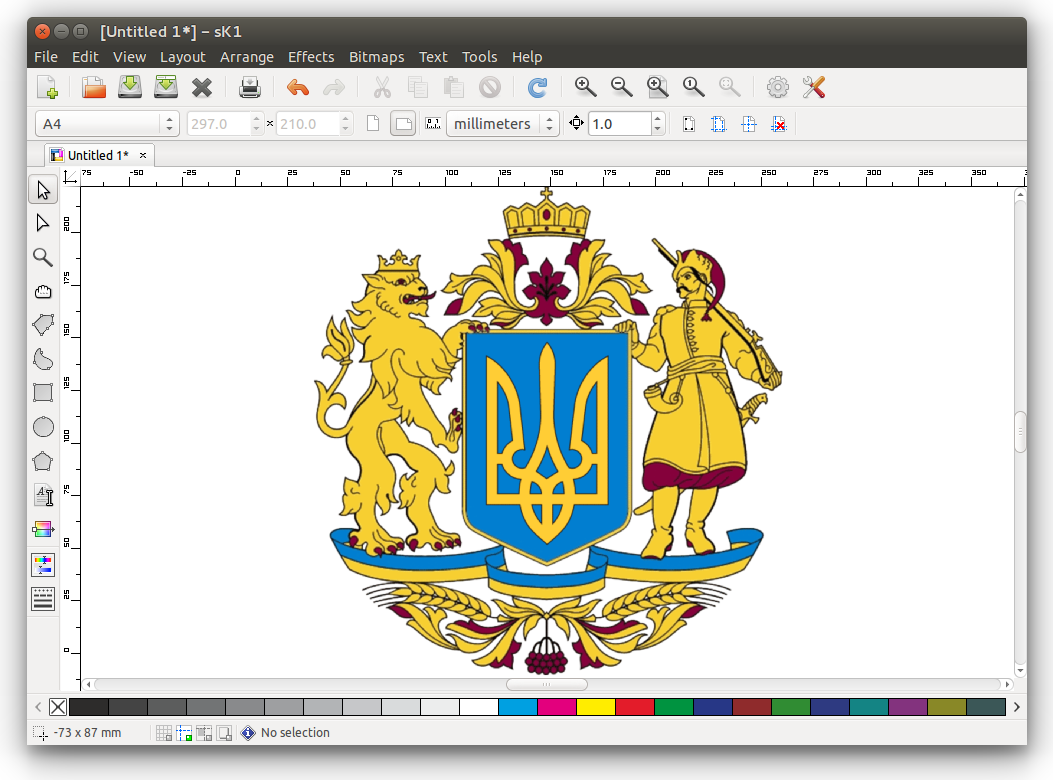 [Untitled 1*] – sK1
File Edit View Layout Arrange Effects Bitmaps Text Tools Help
A4 297.0 × 210.0 millimeters 1.0
Untitled 1* ×
75 -50 -25 0 25 50 75 100 125 150 175 200 225 250 275 300 325 350 3
200
175
150
125
100
75
50
25
0
-73 x 87 mm No selection